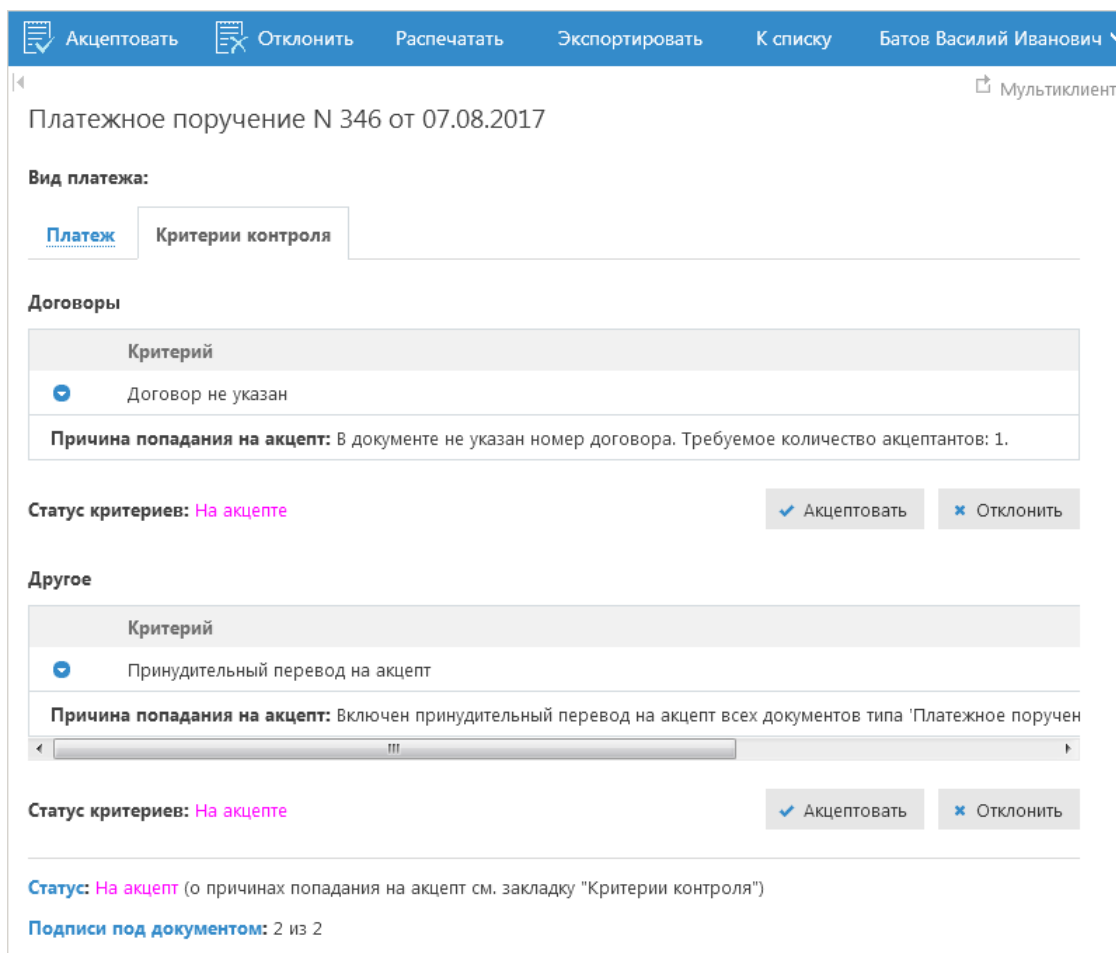 Акцептовать Отклонить Распечатать Экспортировать К списку Батов Василий Иванович
Мультиклиент
Платежное поручение N 346 от 07.08.2017
Вид платежа:
Платеж Критерии контроля
Договоры
Критерий
Договор не указан
Причина попадания на акцепт: В документе не указан номер договора. Требуемое количество акцептантов: 1.
Статус критериев: На акцепте Акцептовать Отклонить
Другое
Критерий
Принудительный перевод на акцепт
Причина попадания на акцепт: Включен принудительный перевод на акцепт всех документов типа 'Платежное поручен
Статус критериев: На акцепте Акцептовать Отклонить
Статус: На акцепт (о причинах попадания на акцепт см. закладку "Критерии контроля")
Подписи под документом: 2 из 2